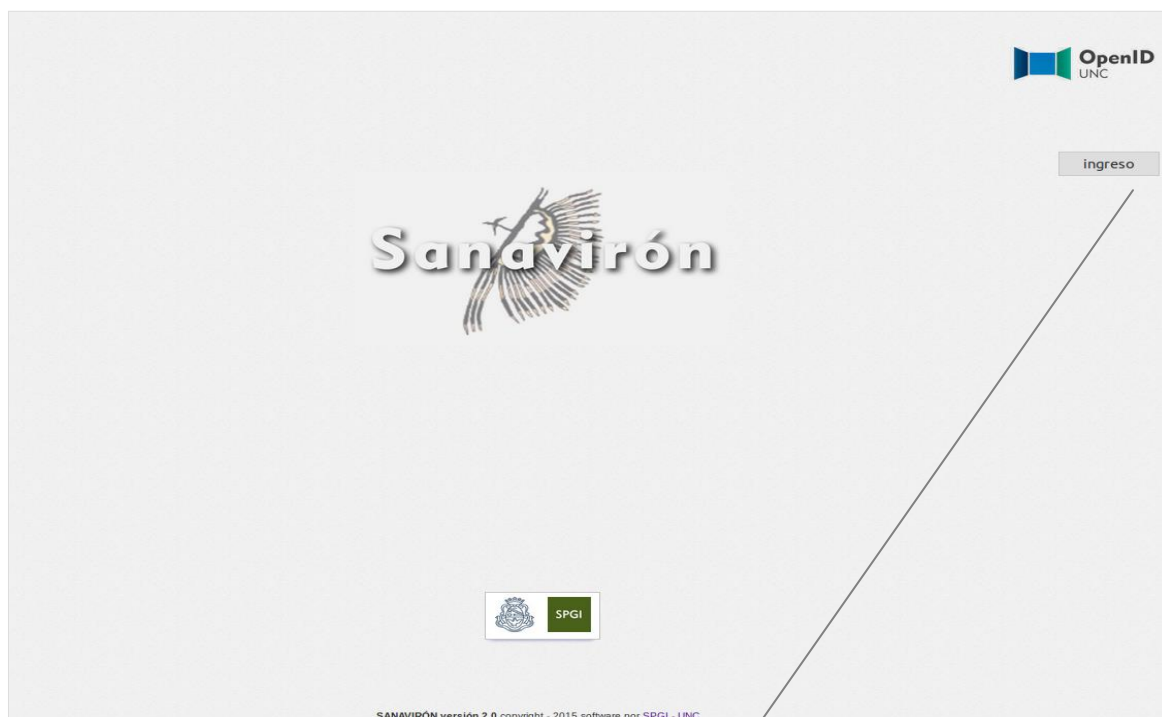 OpenID
UNC
ingreso
Sanavirón
SPGI
SANAVIRÓN versión 2.0 copyright - 2015 software por SPGI - UNC